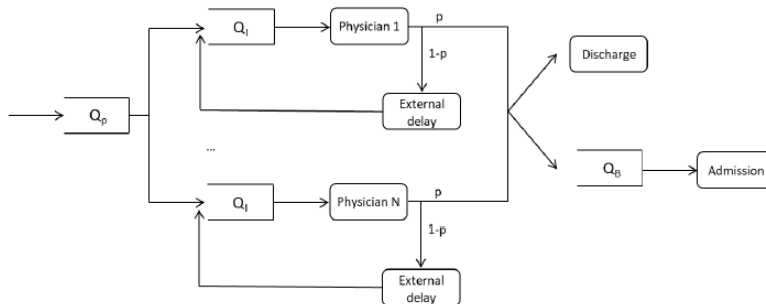 Q_I
Physician 1
p
1-p
Discharge
Q_p
External
delay
...
Q_B
Admission
Q_I
Physician N
p
1-p
External
delay